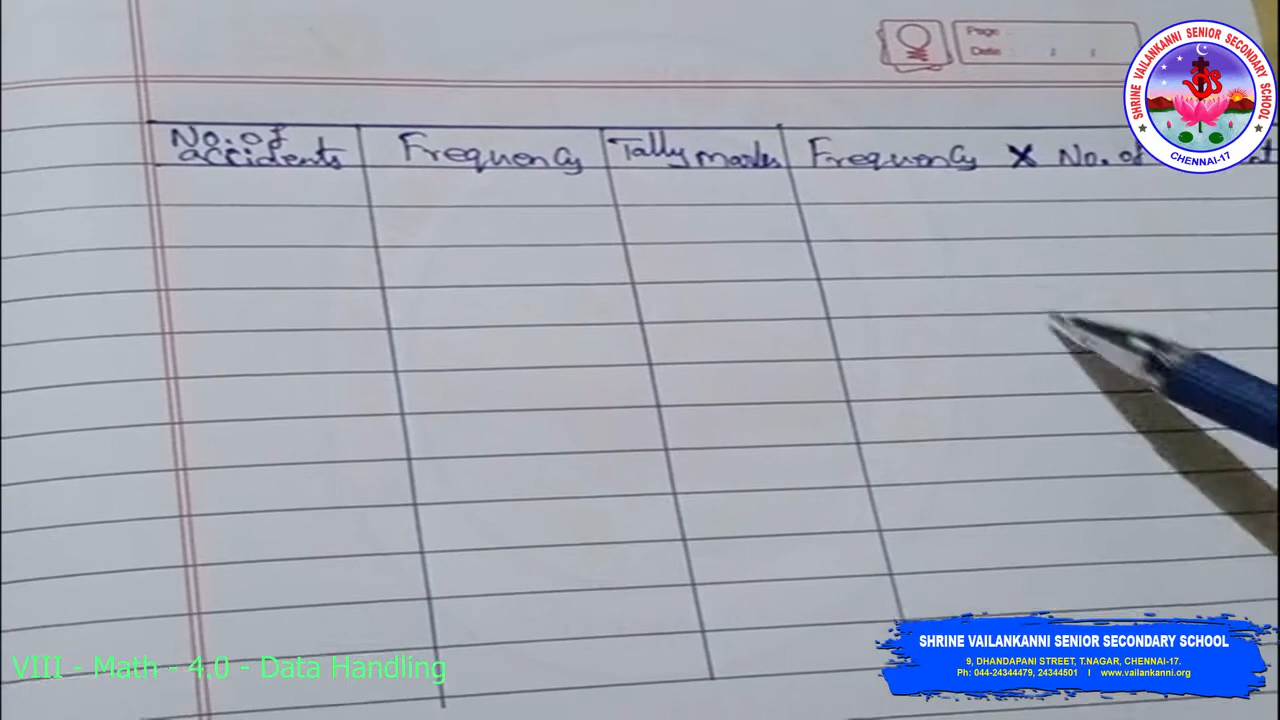 Page :
Date : : :
No. of accidents
Frequency
Tally marks
Frequency X No. of
SHRINE VAILANKANNI SENIOR SECONDARY SCHOOL
CHENNAI-17
VIII - Math - 4.0 - Data Handling
SHRINE VAILANKANNI SENIOR SECONDARY SCHOOL
9, DHANDAPANI STREET, T.NAGAR, CHENNAI-17.
Ph: 044-24344479, 24344501 I www.vailankanni.org